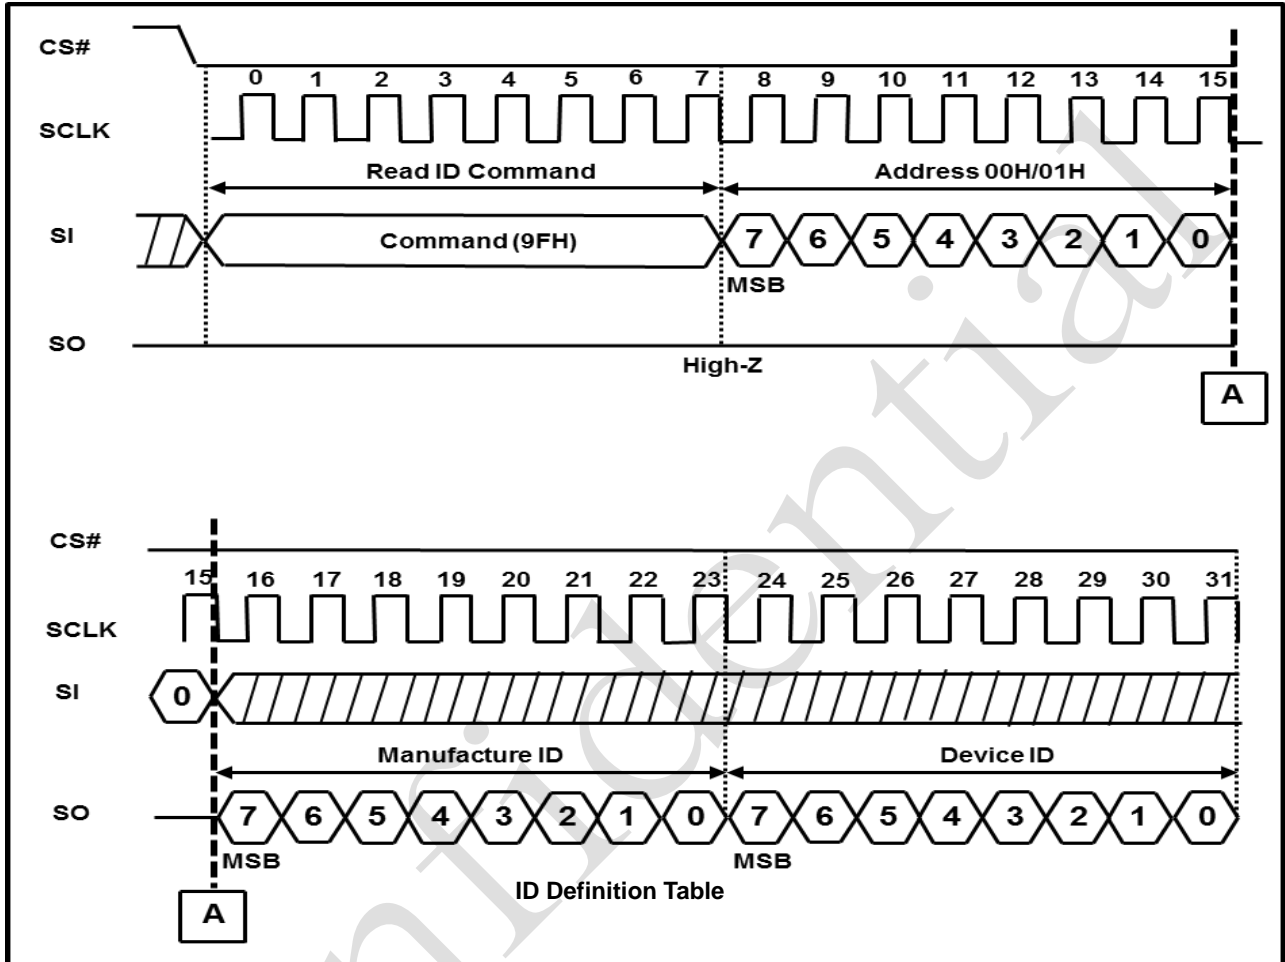 CS#
0 1 2 3 4 5 6 7 8 9 10 11 12 13 14 15
SCLK
Read ID Command Address 00H/01H
SI Command (9FH) 7 6 5 4 3 2 1 0
MSB
SO
High-Z
A
CS#
15 16 17 18 19 20 21 22 23 24 25 26 27 28 29 30 31
SCLK
SI 0
Manufacture ID Device ID
SO 7 6 5 4 3 2 1 0 7 6 5 4 3 2 1 0
MSB MSB
ID Definition Table
A
nfidential